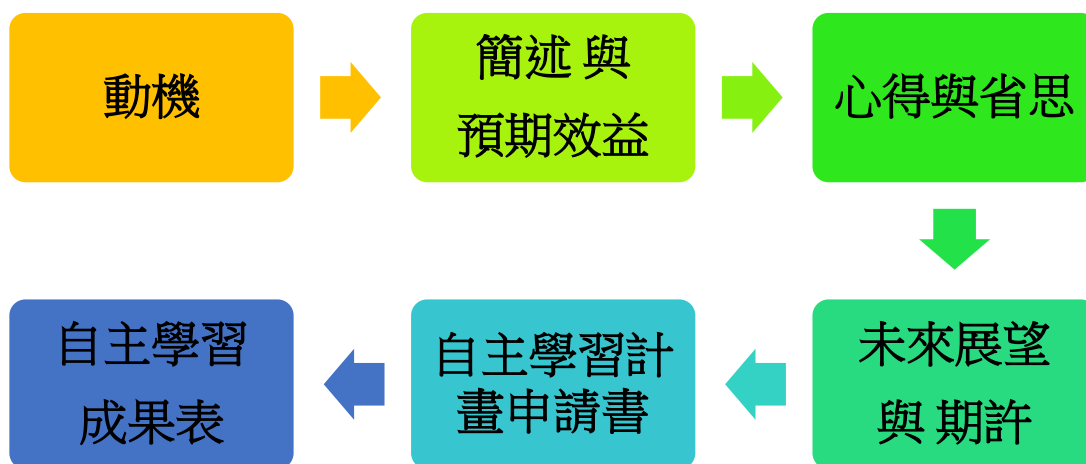 動機
簡述 與
預期效益
心得與省思
未來展望
與 期許
自主學習計
畫申請書
自主學習
成果表